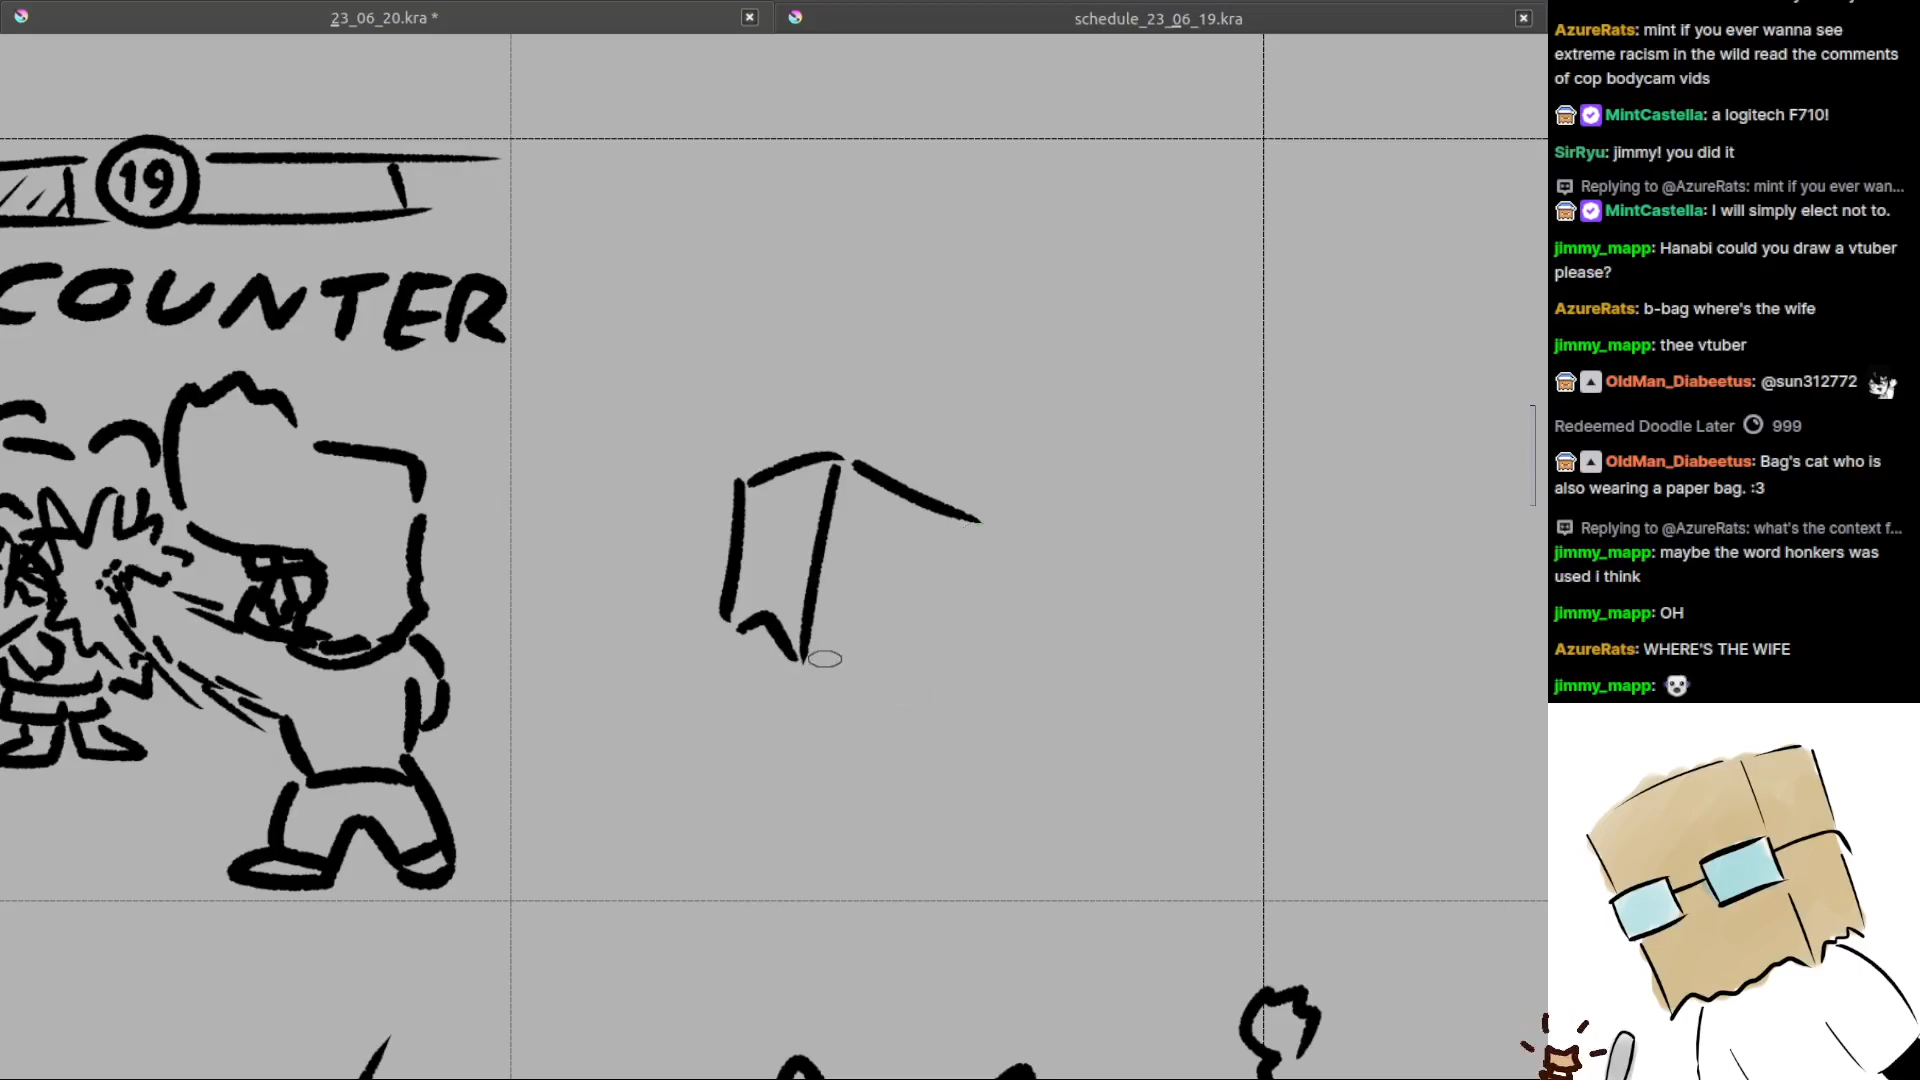 23_06_20.kra *
schedule_23_06_19.kra
19
COUNTER
AzureRats: mint if you ever wanna see
extreme racism in the wild read the comments
of cop bodycam vids
MintCastella: a logitech F710!
SirRyu: jimmy! you did it
Replying to @AzureRats: mint if you ever wan...
MintCastella: I will simply elect not to.
jimmy_mapp: Hanabi could you draw a vtuber
please?
AzureRats: b-bag where's the wife
jimmy_mapp: thee vtuber
OldMan_Diabeetus: @sun312772
Redeemed Doodle Later 999
OldMan_Diabeetus: Bag's cat who is
also wearing a paper bag. :3
Replying to @AzureRats: what's the context f...
jimmy_mapp: maybe the word honkers was
used i think
jimmy_mapp: OH
AzureRats: WHERE'S THE WIFE
jimmy_mapp: